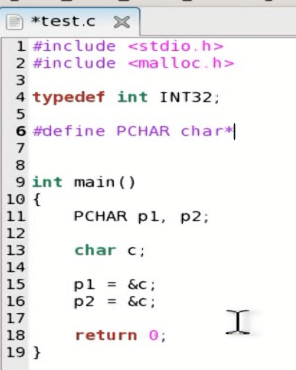 *test.c
1 #include <stdio.h>
2 #include <malloc.h>
3
4 typedef int INT32;
5
6 #define PCHAR char*
7
8
9 int main()
10 {
11     PCHAR p1, p2;
12
13     char c;
14
15     p1 = &c;
16     p2 = &c;
17
18     return 0;
19 }